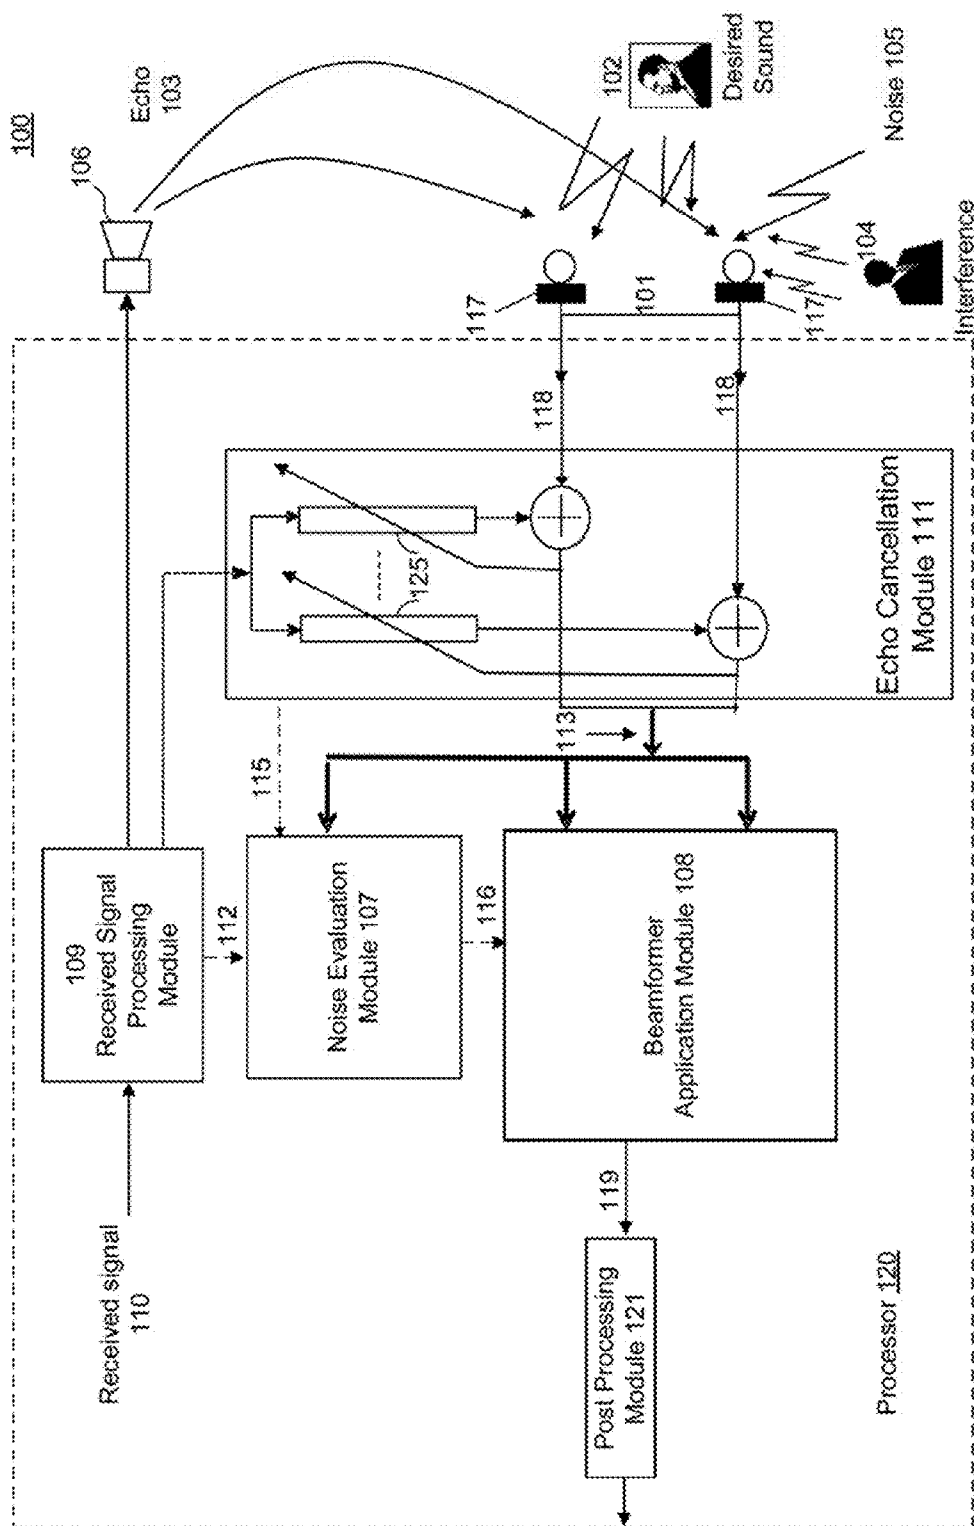 100
106
Echo
103
102
Desired
Sound
Noise 105
104
Interference
117
101
117
118
118
125
Echo Cancellation
Module 111
113
115
109
Received Signal
Processing
Module
112
Noise Evaluation
Module 107
116
Beamformer
Application Module 108
Received signal
110
119
Post Processing
Module 121
Processor 120